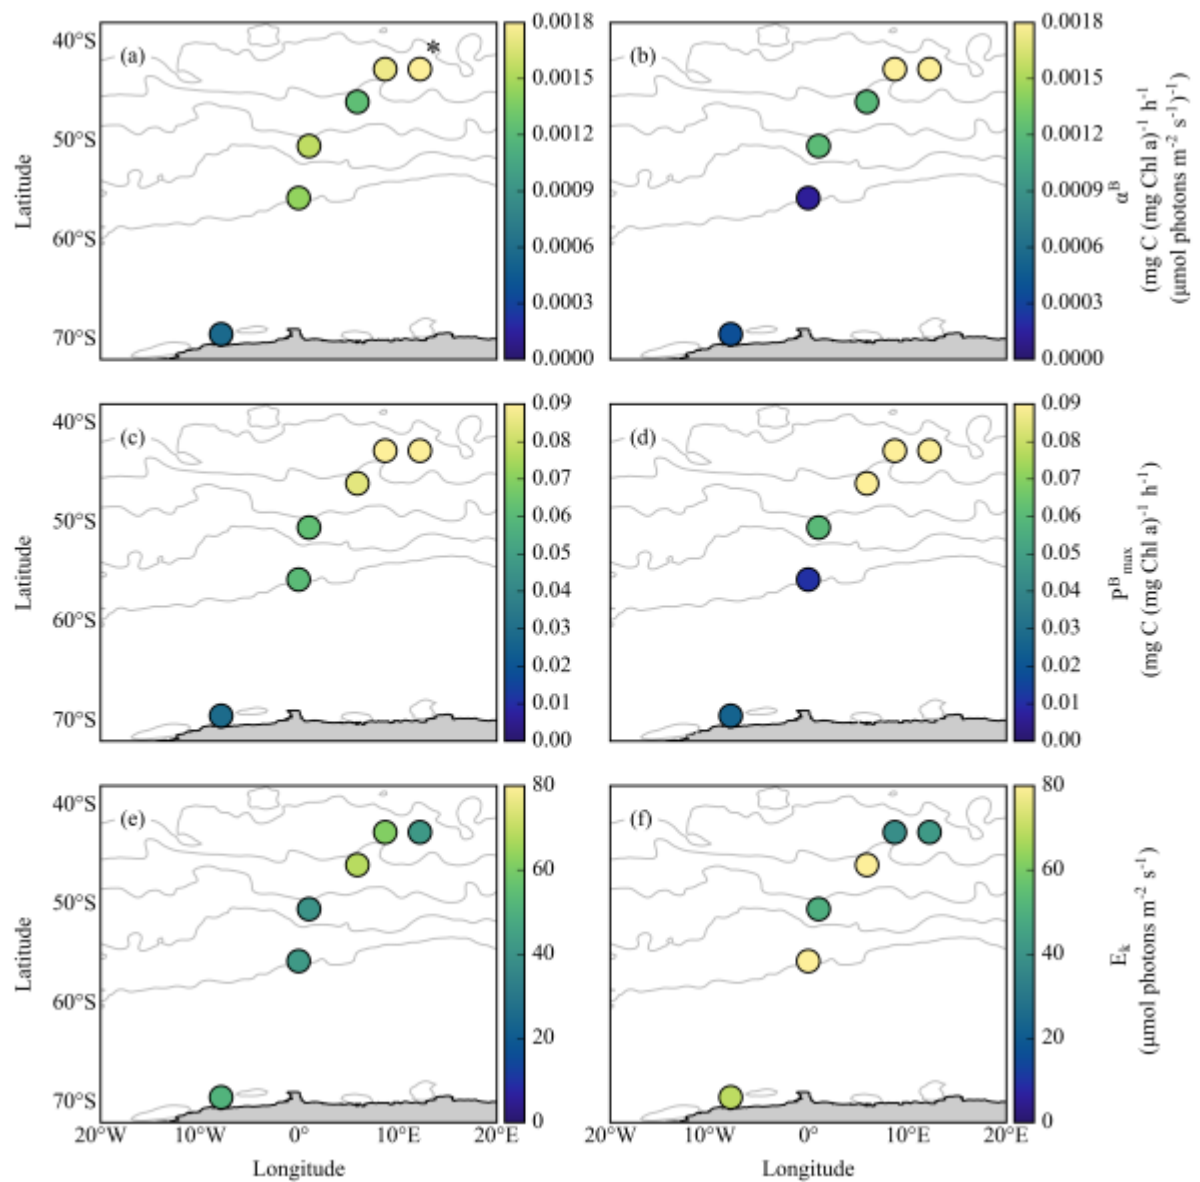 40°S
50°S
60°S
70°S
Latitude
(a)
*
0.0018
0.0015
0.0012
0.0009
0.0006
0.0003
0.0000
(b)
0.0018
0.0015
0.0012
0.0009
0.0006
0.0003
0.0000
α^B
(mg C (mg Chl a)^-1 h^-1
(μmol photons m^-2 s^-1)^-1)
40°S
50°S
60°S
70°S
Latitude
(c)
0.09
0.08
0.07
0.06
0.05
0.04
0.03
0.02
0.01
0.00
(d)
0.09
0.08
0.07
0.06
0.05
0.04
0.03
0.02
0.01
0.00
P^B_max
(mg C (mg Chl a)^-1 h^-1)
40°S
50°S
60°S
70°S
Latitude
(e)
80
60
40
20
0
20°W
10°W
0°
10°E
20°E
Longitude
(f)
80
60
40
20
0
20°W
10°W
0°
10°E
20°E
Longitude
E_k
(μmol photons m^-2 s^-1)